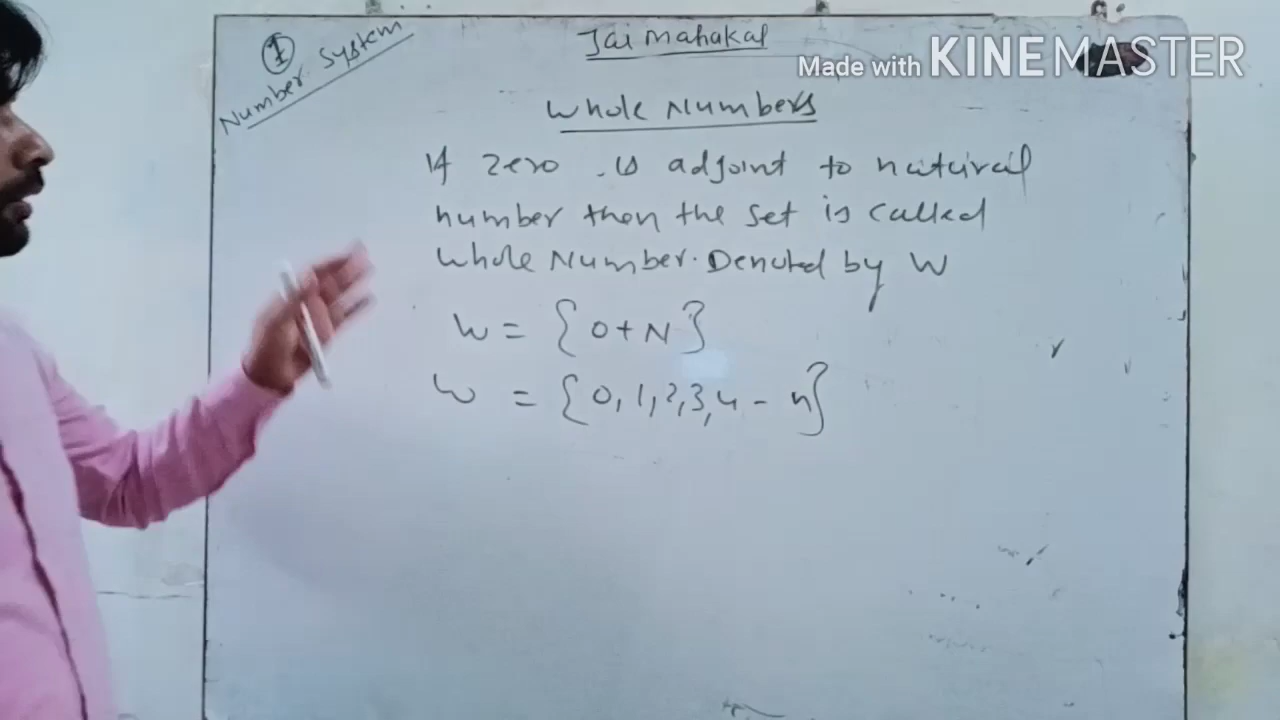 ①
Number System
Jai Mahakal
Made with KINEMASTER
Whole Numbers
If zero is adjoint to natural
number then the set is called
whole Number. Denoted by W
W = {0+N}
W = {0,1,2,3,4 - n}